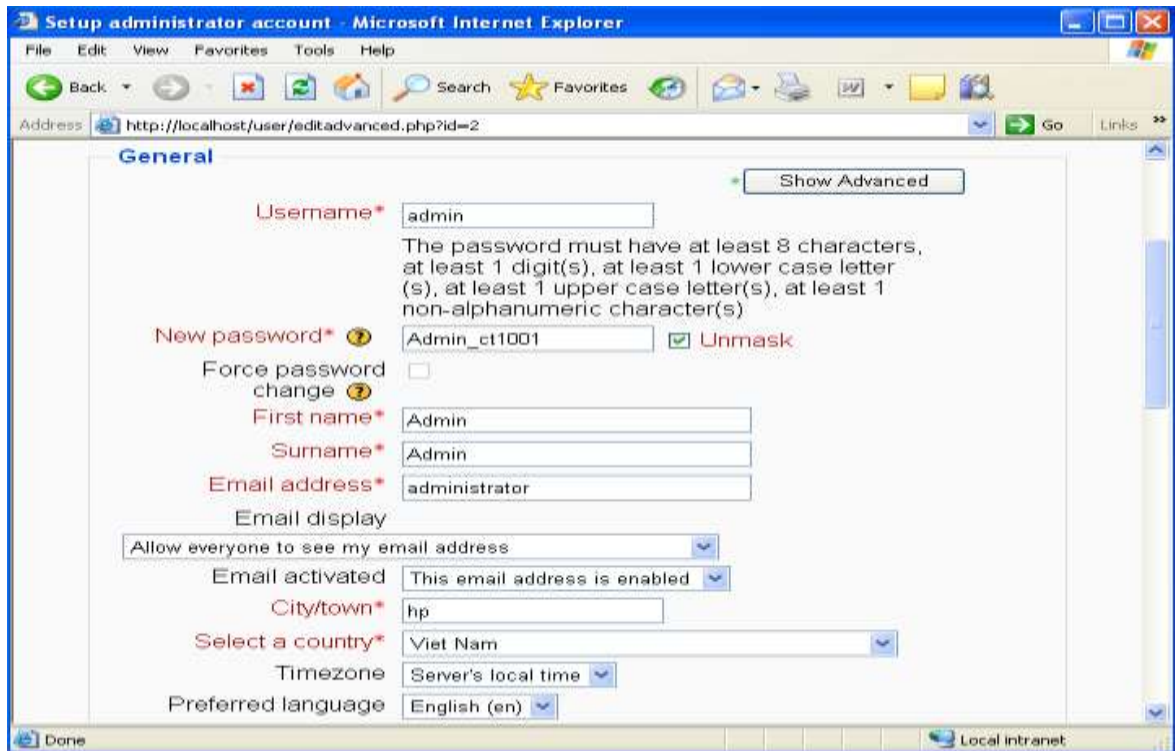 Setup administrator account - Microsoft Internet Explorer
File Edit View Favorites Tools Help
Back Search Favorites
Address http://localhost/user/editadvanced.php?id=2 Go Links »
General
* Show Advanced
Username* admin
The password must have at least 8 characters,
at least 1 digit(s), at least 1 lower case letter
(s), at least 1 upper case letter(s), at least 1
non-alphanumeric character(s)
New password* ? Admin_ct1001 Unmask
Force password
change ?
First name* Admin
Surname* Admin
Email address* administrator
Email display
Allow everyone to see my email address
Email activated This email address is enabled
City/town* hp
Select a country* Viet Nam
Timezone Server's local time
Preferred language English (en)
Done Local intranet